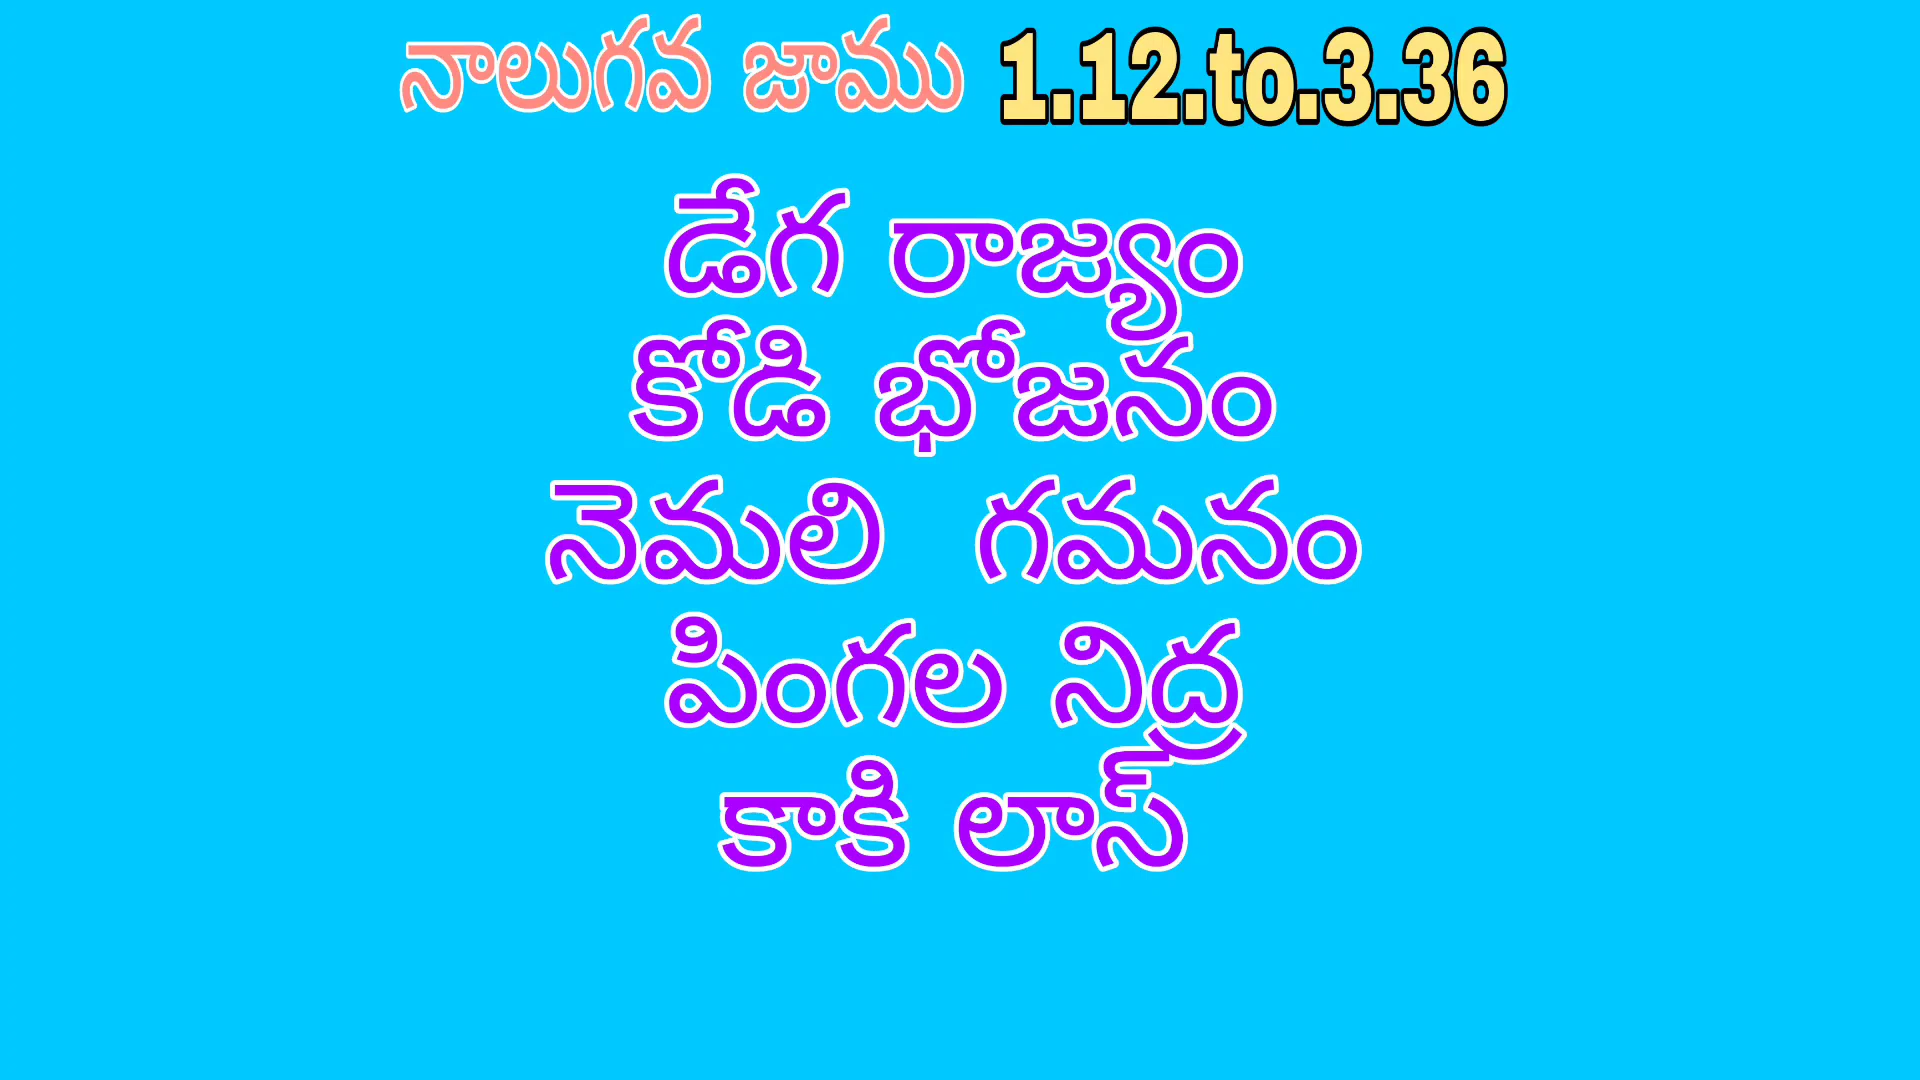 నాలుగవ జాము 1.12.to.3.36
డేగ రాజ్యం
కోడి భోజనం
నెమలి గమనం
పింగల నిద్ర
కాకి లాస్